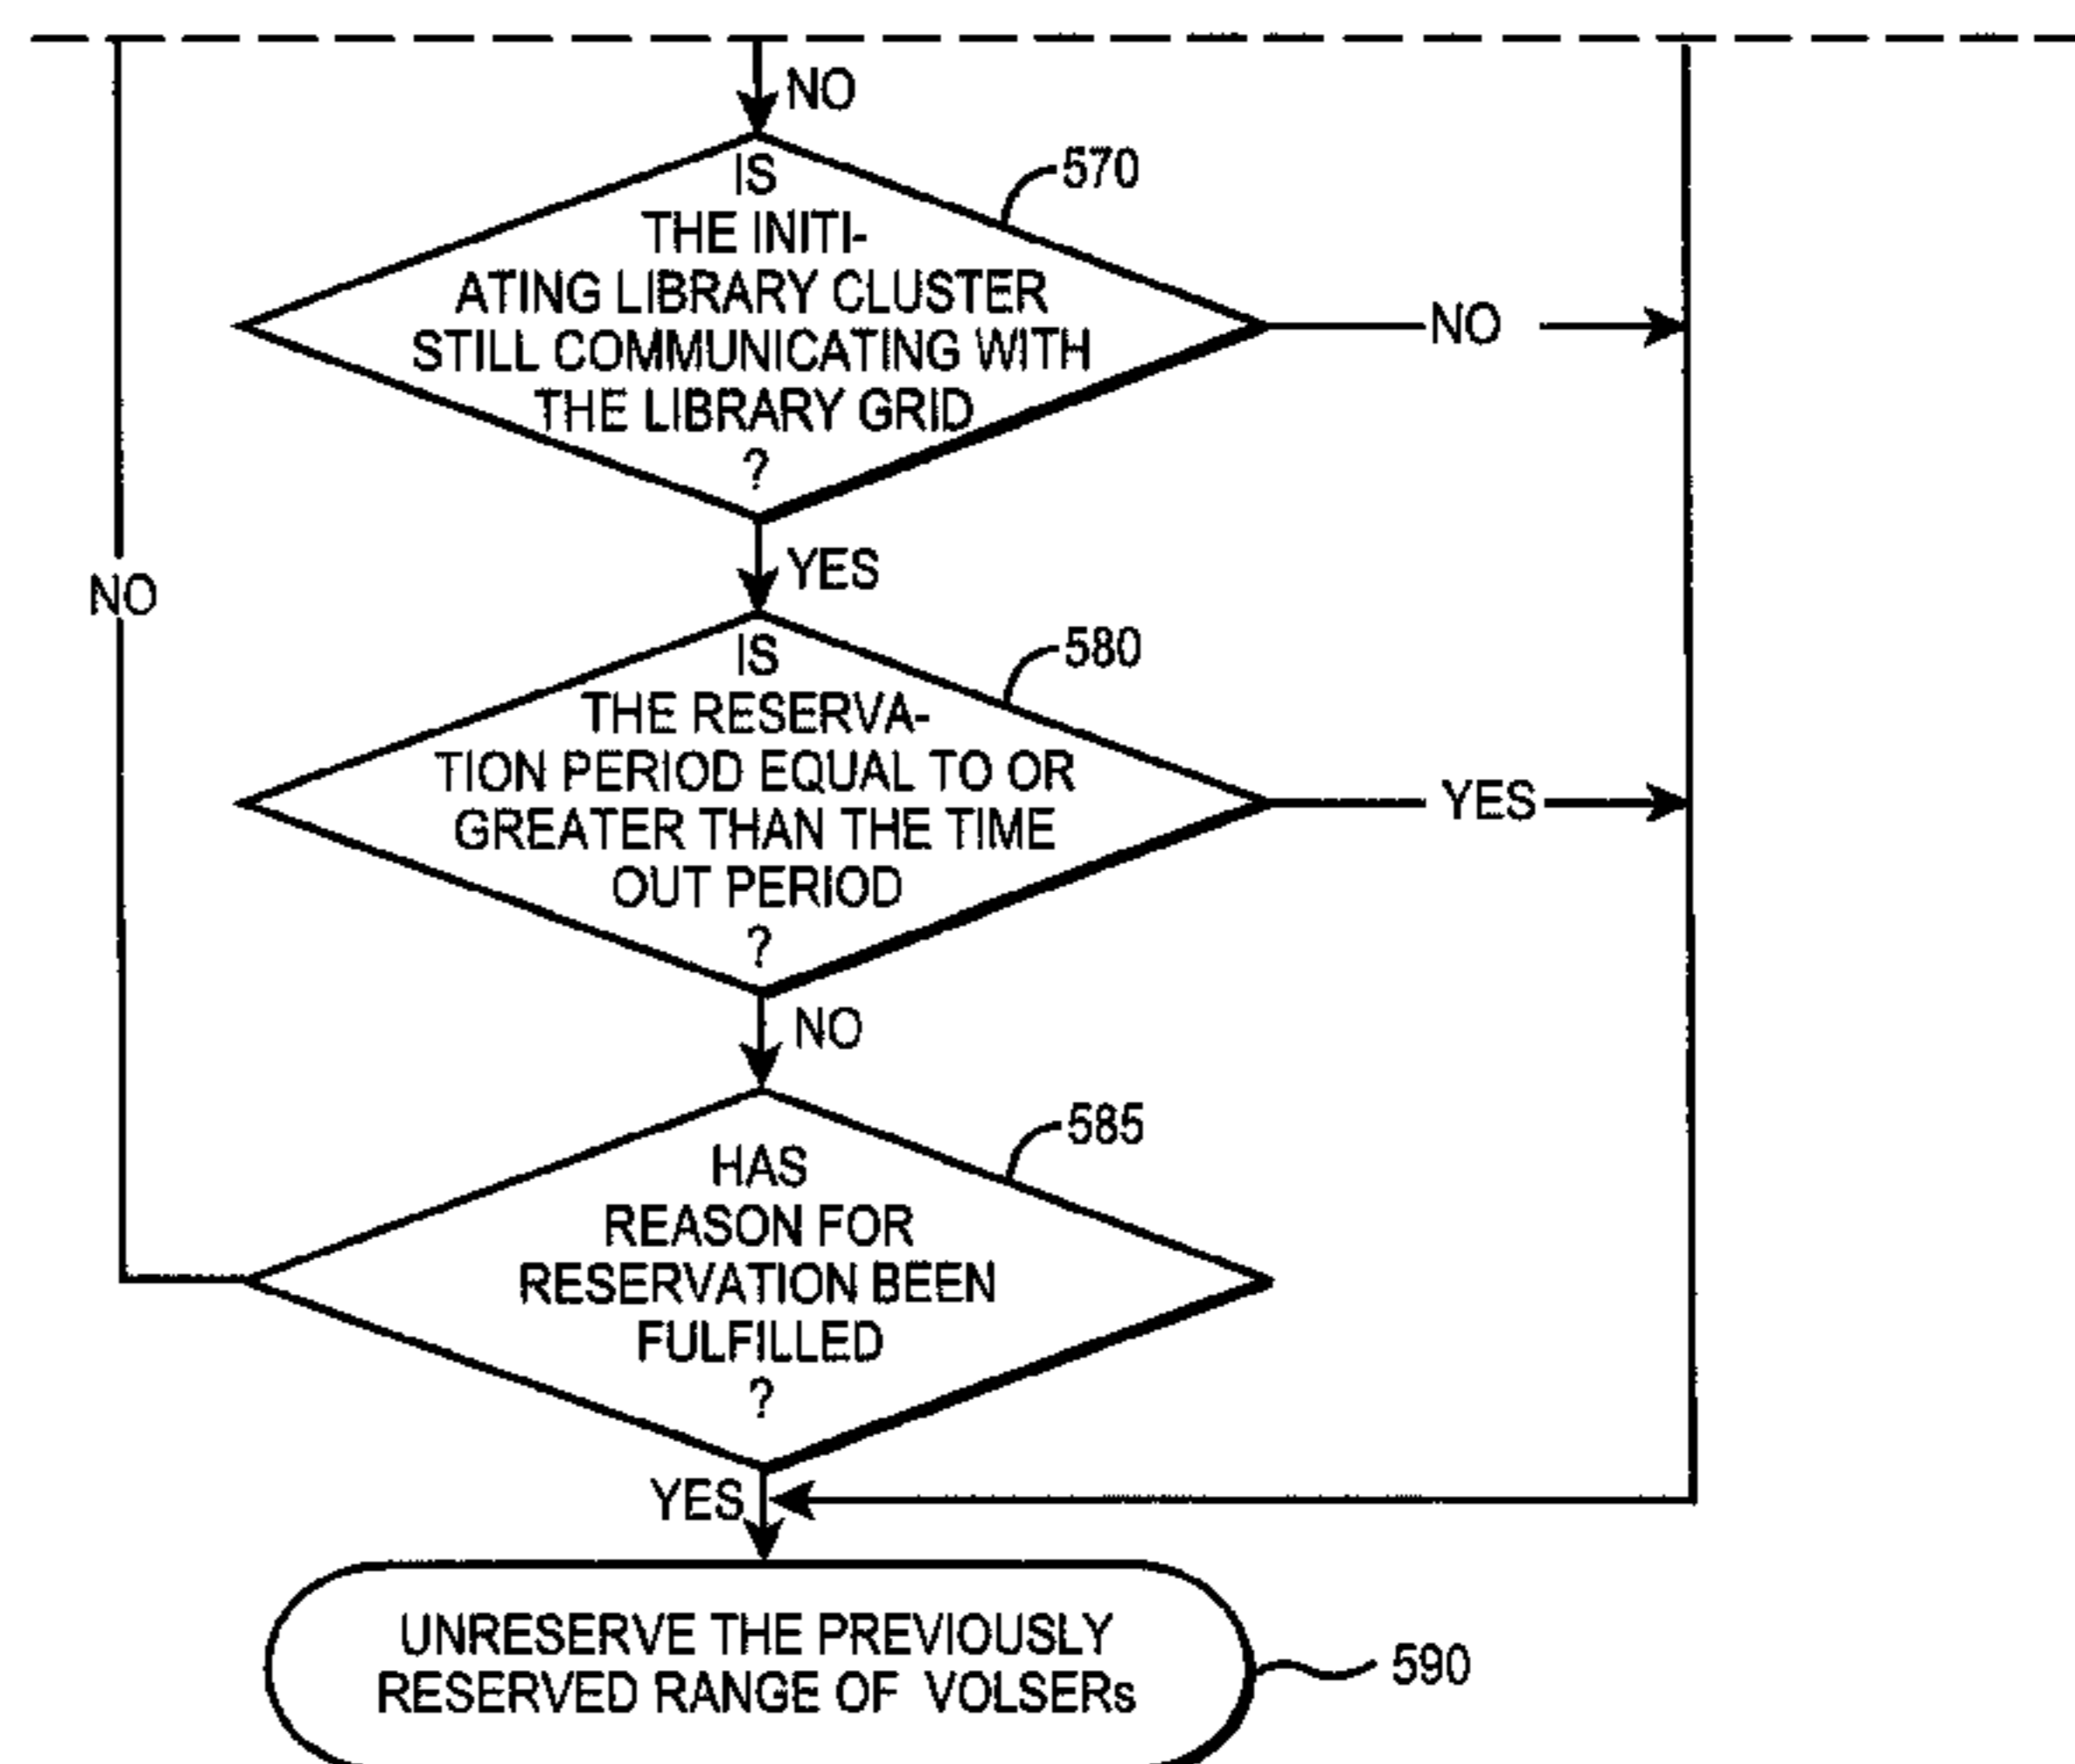 NO
570
IS
THE INITI-
ATING LIBRARY CLUSTER
STILL COMMUNICATING WITH
THE LIBRARY GRID
?
NO
YES
NO
580
IS
THE RESERVA-
TION PERIOD EQUAL TO OR
GREATER THAN THE TIME
OUT PERIOD
?
YES
NO
585
HAS
REASON FOR
RESERVATION BEEN
FULFILLED
?
YES
UNRESERVE THE PREVIOUSLY
RESERVED RANGE OF VOLSERs
590